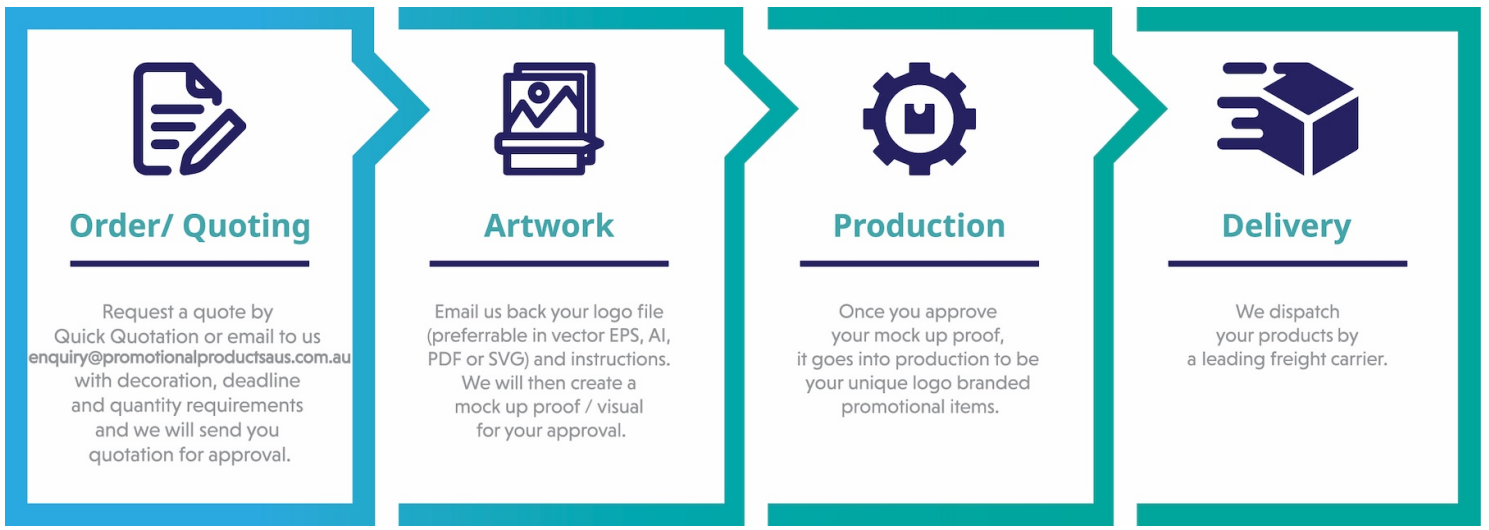 Order/ Quoting
Request a quote by
Quick Quotation or email to us
enquiry@promotionalproductsaus.com.au
with decoration, deadline
and quantity requirements
and we will send you
quotation for approval.
Artwork
Email us back your logo file
(preferrable in vector EPS, AI,
PDF or SVG) and instructions.
We will then create a
mock up proof / visual
for your approval.
Production
Once you approve
your mock up proof,
it goes into production to be
your unique logo branded
promotional items.
Delivery
We dispatch
your products by
a leading freight carrier.